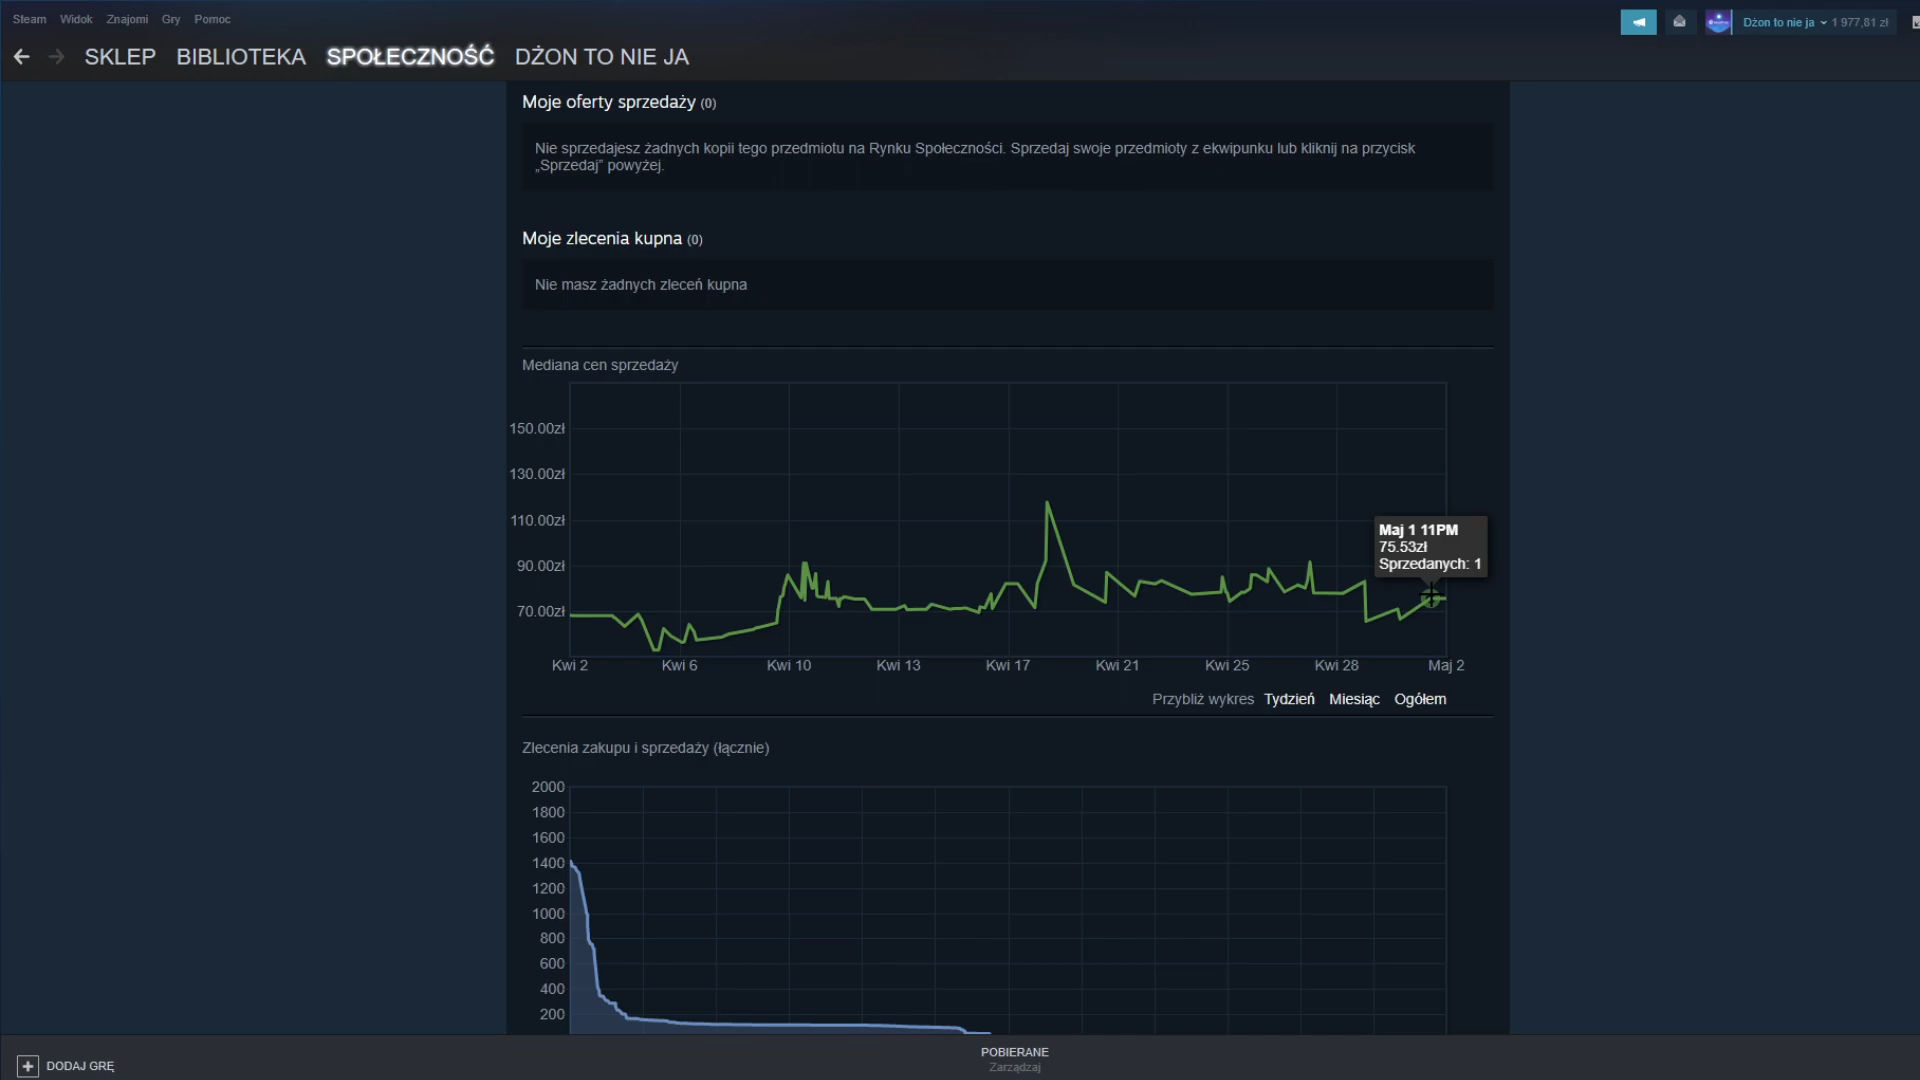 Steam Widok Znajomi Gry Pomoc
Dżon to nie ja 1 977,81 zł
SKLEP BIBLIOTEKA SPOŁECZNOŚĆ DŻON TO NIE JA
Moje oferty sprzedaży (0)
Nie sprzedajesz żadnych kopii tego przedmiotu na Rynku Społeczności. Sprzedaj swoje przedmioty z ekwipunku lub kliknij na przycisk
„Sprzedaj” powyżej.
Moje zlecenia kupna (0)
Nie masz żadnych zleceń kupna
Mediana cen sprzedaży
150.00zł
130.00zł
110.00zł
90.00zł
70.00zł
Maj 1 11PM
75.53zł
Sprzedanych: 1
Kwi 2 Kwi 6 Kwi 10 Kwi 13 Kwi 17 Kwi 21 Kwi 25 Kwi 28 Maj 2
Przybliż wykres Tydzień Miesiąc Ogółem
Zlecenia zakupu i sprzedaży (łącznie)
2000
1800
1600
1400
1200
1000
800
600
400
200
DODAJ GRĘ
POBIERANE
Zarządzaj